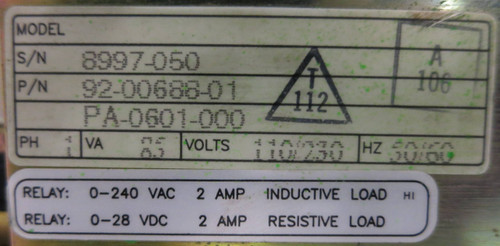 MODEL
S/N 8997-050
P/N 92-00688-01
PA-0601-000
T
112
A
106
PH 1 VA 85 VOLTS 110/230 HZ 50/60
RELAY: 0-240 VAC 2 AMP INDUCTIVE LOAD HI
RELAY: 0-28 VDC 2 AMP RESISTIVE LOAD